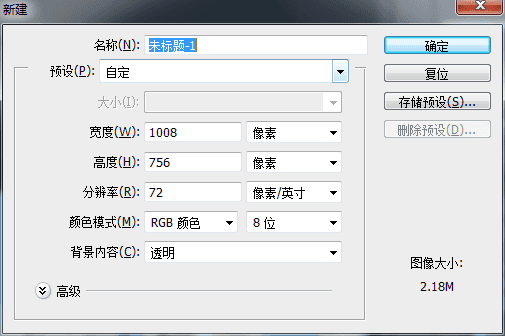 新建
名称(N): 未标题-1
确定
预设(P): 自定
复位
大小(I):
存储预设(S)...
宽度(W): 1008 像素
删除预设(D)...
高度(H): 756 像素
分辨率(R): 72 像素/英寸
颜色模式(M): RGB 颜色 8 位
背景内容(C): 透明
图像大小:
2.18M
高级